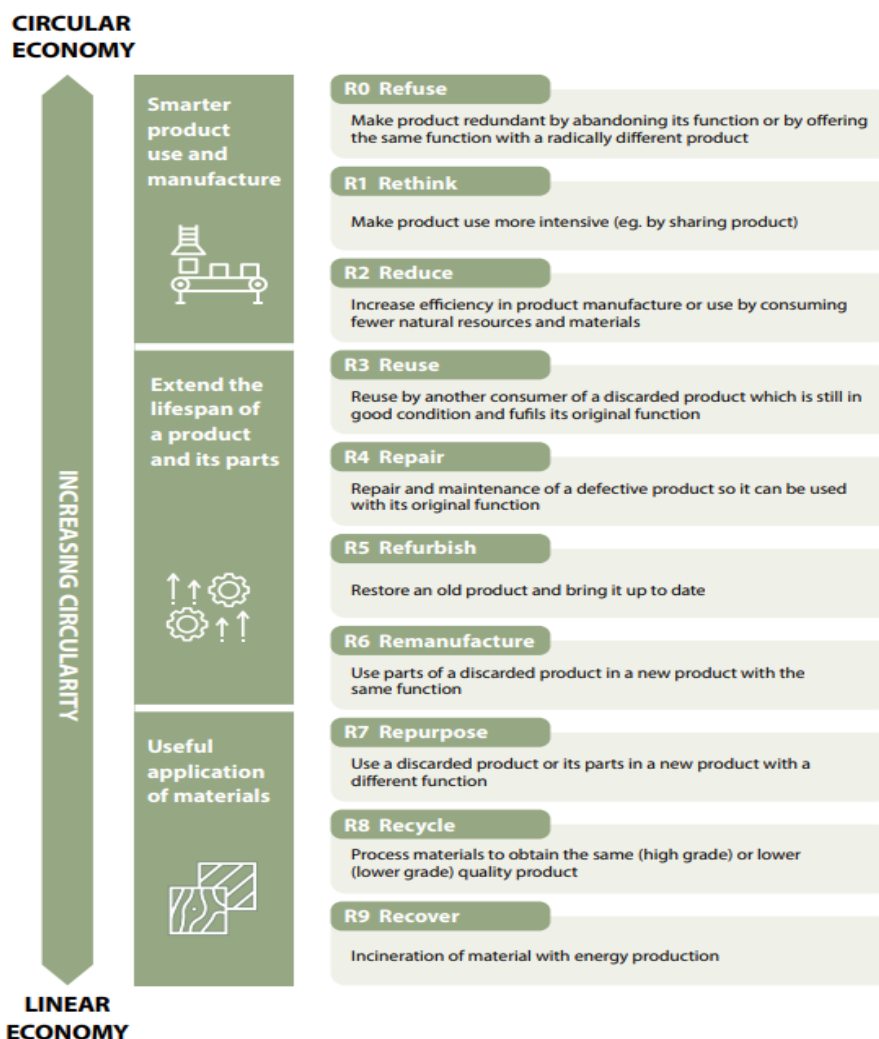 CIRCULAR
ECONOMY
INCREASING CIRCULARITY
LINEAR
ECONOMY
Smarter
product
use and
manufacture
R0 Refuse
Make product redundant by abandoning its function or by offering
the same function with a radically different product
R1 Rethink
Make product use more intensive (eg. by sharing product)
R2 Reduce
Increase efficiency in product manufacture or use by consuming
fewer natural resources and materials
Extend the
lifespan of
a product
and its parts
R3 Reuse
Reuse by another consumer of a discarded product which is still in
good condition and fufils its original function
R4 Repair
Repair and maintenance of a defective product so it can be used
with its original function
R5 Refurbish
Restore an old product and bring it up to date
R6 Remanufacture
Use parts of a discarded product in a new product with the
same function
Useful
application
of materials
R7 Repurpose
Use a discarded product or its parts in a new product with a
different function
R8 Recycle
Process materials to obtain the same (high grade) or lower
(lower grade) quality product
R9 Recover
Incineration of material with energy production